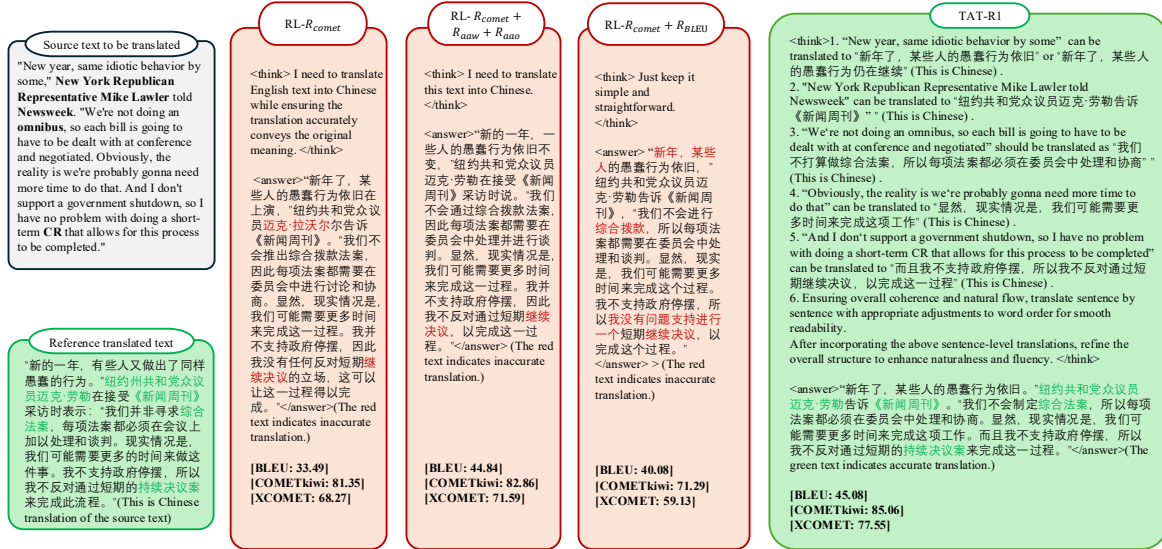 Source text to be translated
"New year, same idiotic behavior by
some," New York Republican
Representative Mike Lawler told
Newsweek. "We're not doing an
omnibus, so each bill is going to
have to be dealt with at conference
and negotiated. Obviously, the
reality is we're probably gonna need
more time to do that. And I don't
support a government shutdown, so I
have no problem with doing a short-
term CR that allows for this process
to be completed."
Reference translated text
"新的一年，有些人又做出了同样
愚蠢的行为。"纽约州共和党众议
员迈克·劳勒在接受《新闻周刊》
采访时表示："我们并非寻求综合
法案，每项法案都必须在会议上
加以处理和谈判。现实情况是，
我们可能需要更多的时间来做这
件事。我不支持政府停摆，所以
我不反对通过短期的持续决议案
来完成此流程。"(This is Chinese
translation of the source text)
RL-R_comet
<think> I need to translate
English text into Chinese
while ensuring the
translation accurately
conveys the original
meaning. </think>
<answer>"新年了，某
些人的愚蠢行为依旧在
上演，"纽约共和党众议
员迈克·拉沃尔尔告诉
《新闻周刊》。"我们不
会推出综合拨款法案，
因此每项法案都需要在
委员会中进行讨论和协
商。显然，现实情况是，
我们可能需要更多时间
来完成这一过程。我并
不支持政府停摆，因此
我没有任何反对短期继
续决议的立场，这可以
让这一过程得以完
成。"</answer>(The red
text indicates inaccurate
translation.)
[BLEU: 33.49]
[COMETkiwi: 81.35]
[XCOMET: 68.27]
RL- R_comet +
R_aaw + R_aao
<think> I need to translate
this text into Chinese.
</think>
<answer>"新的一年，一
些人的愚蠢行为依旧不
变，"纽约共和党众议员
迈克·劳勒在接受《新闻
周刊》采访时说。"我们
不会通过综合拨款法案，
因此每项法案都需要在
委员会中处理并进行谈
判。显然，现实情况是，
我们可能需要更多时间
来完成这一过程。我并
不支持政府停摆，因此
我不反对通过短期继续
决议，以完成这一过
程。"</answer> (The red
text indicates inaccurate
translation.)
[BLEU: 44.84]
[COMETkiwi: 82.86]
[XCOMET: 71.59]
RL-R_comet + R_BLEU
<think> Just keep it
simple and
straightforward.
</think>
<answer> "新年，某些
人的愚蠢行为依旧，"
纽约共和党众议员迈
克·劳勒告诉《新闻周
刊》，"我们不会进行
综合拨款，所以每项法
案都需要在委员会中处
理和谈判。显然，现实
是，我们可能需要更多
时间来完成这个过程。
我不支持政府停摆，所
以我没有问题支持进行
一个短期继续决议，以
完成这个过程。"
</answer> > (The red
text indicates inaccurate
translation.)
[BLEU: 40.08]
[COMETkiwi: 71.29]
[XCOMET: 59.13]
TAT-R1
<think>1. “New year, same idiotic behavior by some” can be
translated to “新年了，某些人的愚蠢行为依旧” or “新年了，某些人
的愚蠢行为仍在继续” (This is Chinese) .
2. "New York Republican Representative Mike Lawler told
Newsweek" can be translated to “纽约共和党众议员迈克·劳勒告诉
《新闻周刊》” ” (This is Chinese) .
3. “We‘re not doing an omnibus, so each bill is going to have to be
dealt with at conference and negotiated” should be translated as “我们
不打算做综合法案，所以每项法案都必须在委员会中处理和协商” ”
(This is Chinese) .
4. “Obviously, the reality is we‘re probably gonna need more time to
do that” can be translated to “显然，现实情况是，我们可能需要更多
时间来完成这项工作” (This is Chinese) .
5. “And I don‘t support a government shutdown, so I have no problem
with doing a short-term CR that allows for this process to be completed”
can be translated to “而且我不支持政府停摆，所以我不反对通过短
期继续决议，以完成这一过程” (This is Chinese) .
6. Ensuring overall coherence and natural flow, translate sentence by
sentence with appropriate adjustments to word order for smooth
readability.
After incorporating the above sentence-level translations, refine the
overall structure to enhance naturalness and fluency. </think>
<answer>“新年了，某些人的愚蠢行为依旧。”纽约共和党众议员
迈克·劳勒告诉《新闻周刊》。“我们不会制定综合法案，所以每项
法案都必须在委员会中处理和协商。显然，现实情况是，我们可
能需要更多时间来完成这项工作。而且我不支持政府停摆，所以
我不反对通过短期的持续决议案来完成这一过程。”</answer>(The
green text indicates accurate translation.)
[BLEU: 45.08]
[COMETkiwi: 85.06]
[XCOMET: 77.55]